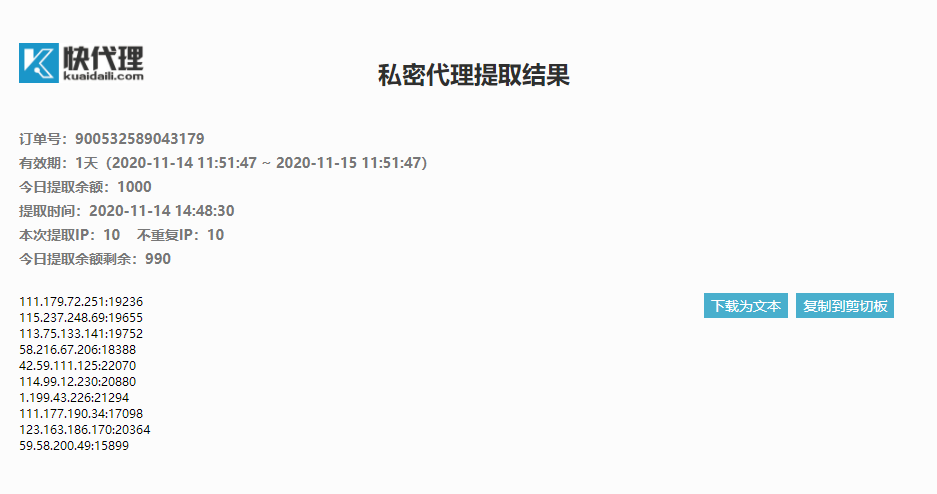 快代理
kuaidaili.com
私密代理提取结果
订单号：900532589043179
有效期：1天（2020-11-14 11:51:47 ~ 2020-11-15 11:51:47）
今日提取余额：1000
提取时间：2020-11-14 14:48:30
本次提取IP：10 不重复IP：10
今日提取余额剩余：990
111.179.72.251:19236
下载为文本 复制到剪切板
115.237.248.69:19655
113.75.133.141:19752
58.216.67.206:18388
42.59.111.125:22070
114.99.12.230:20880
1.199.43.226:21294
111.177.190.34:17098
123.163.186.170:20364
59.58.200.49:15899